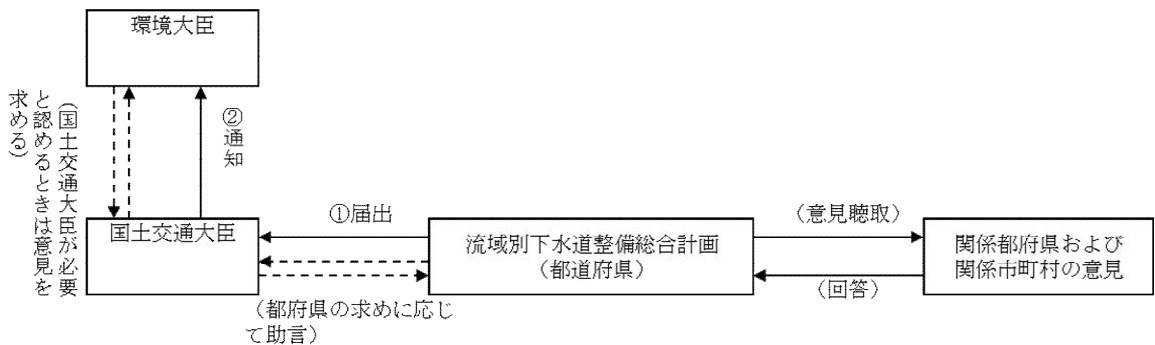 環境大臣
(国土交通大臣が必要
と認めるときは意見を
求める)
②通知
国土交通大臣
①届出
(都府県の求めに応じ
て助言)
流域別下水道整備総合計画
(都道府県)
(意見聴取)
(回答)
関係都府県および
関係市町村の意見